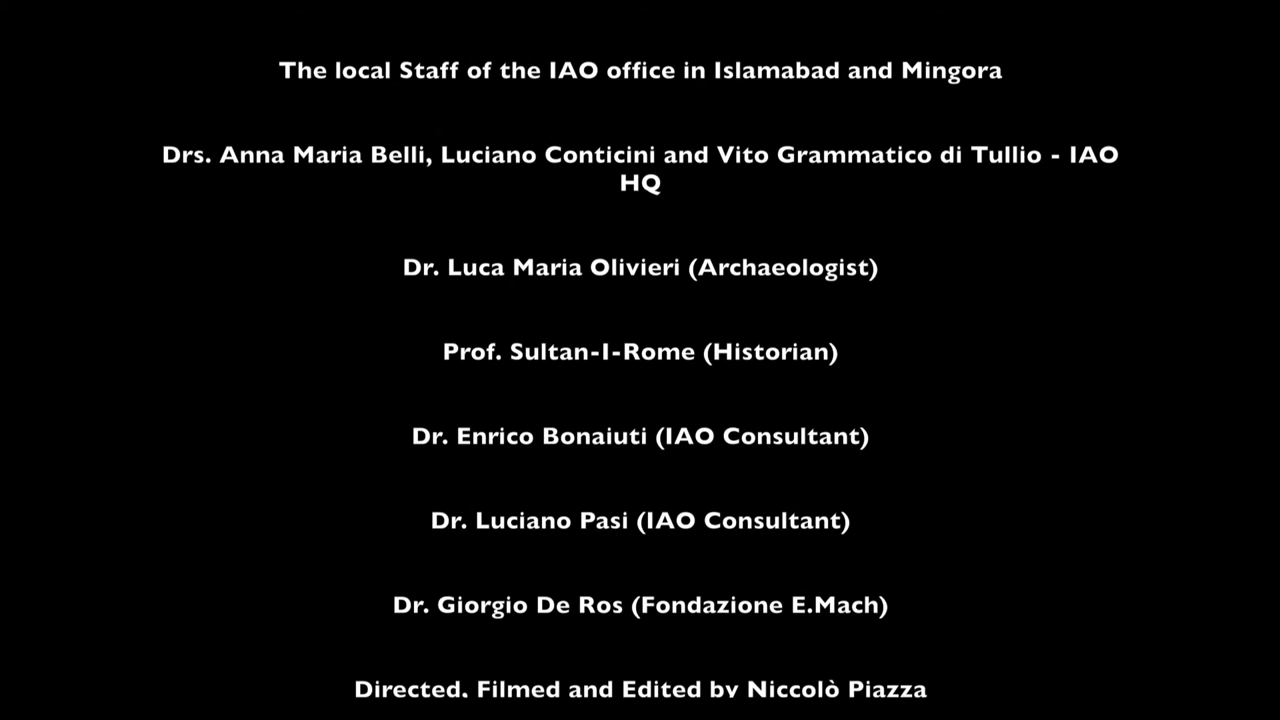 The local Staff of the IAO office in Islamabad and Mingora
Drs. Anna Maria Belli, Luciano Conticini and Vito Grammatico di Tullio - IAO
HQ
Dr. Luca Maria Olivieri (Archaeologist)
Prof. Sultan-I-Rome (Historian)
Dr. Enrico Bonaiuti (IAO Consultant)
Dr. Luciano Pasi (IAO Consultant)
Dr. Giorgio De Ros (Fondazione E.Mach)
Directed, Filmed and Edited by Niccolò Piazza